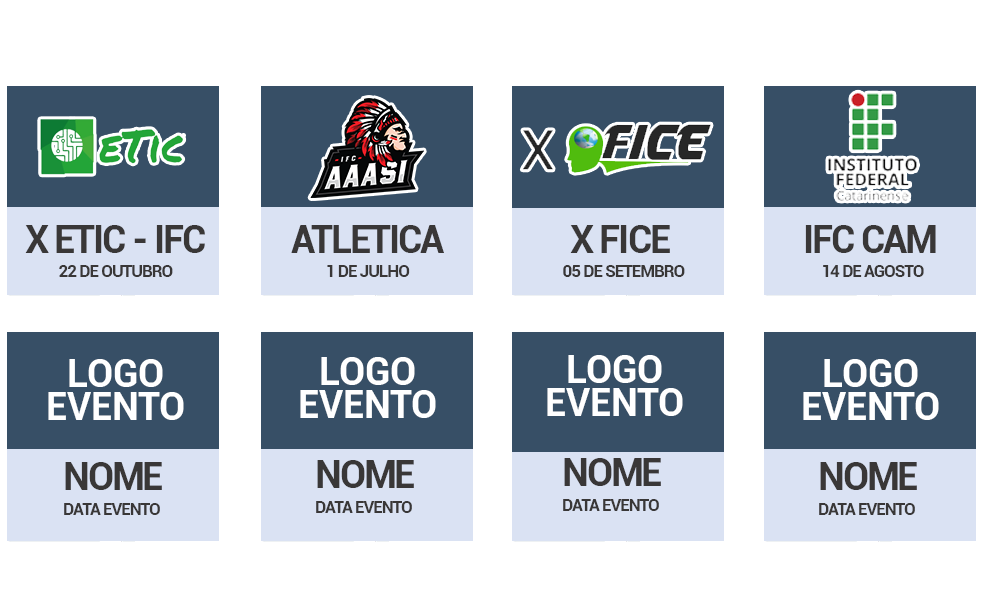 eTIC
IFC
AAASI
X FICE
INSTITUTO
FEDERAL
Catarinense
X ETIC - IFC
22 DE OUTUBRO
ATLETICA
1 DE JULHO
X FICE
05 DE SETEMBRO
IFC CAM
14 DE AGOSTO
LOGO
EVENTO
LOGO
EVENTO
LOGO
EVENTO
LOGO
EVENTO
NOME
DATA EVENTO
NOME
DATA EVENTO
NOME
DATA EVENTO
NOME
DATA EVENTO